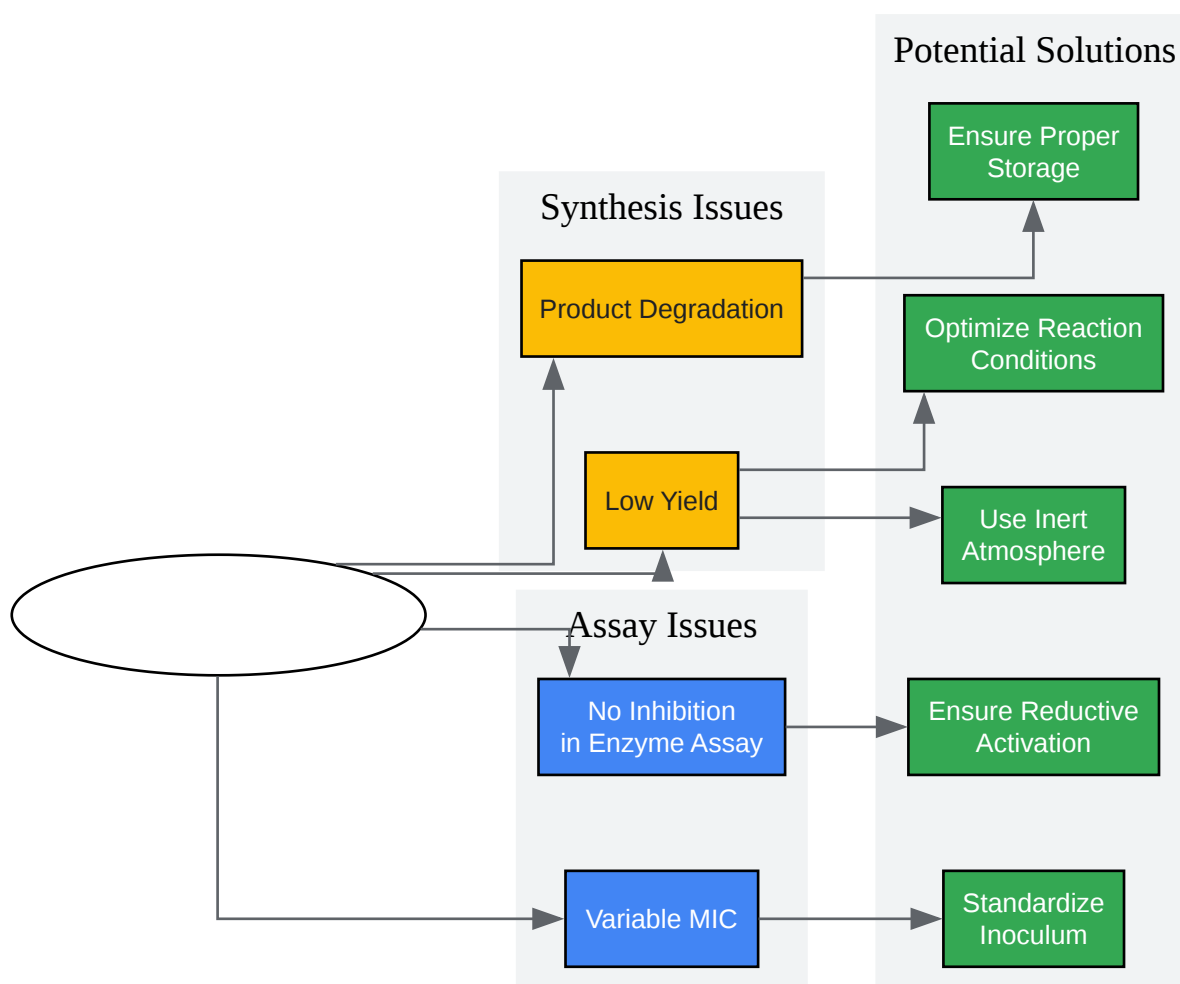 Potential Solutions
Ensure Proper
Storage
Synthesis Issues
Product Degradation
Optimize Reaction
Conditions
Low Yield
Use Inert
Atmosphere
Assay Issues
No Inhibition
in Enzyme Assay
Ensure Reductive
Activation
Variable MIC
Standardize
Inoculum